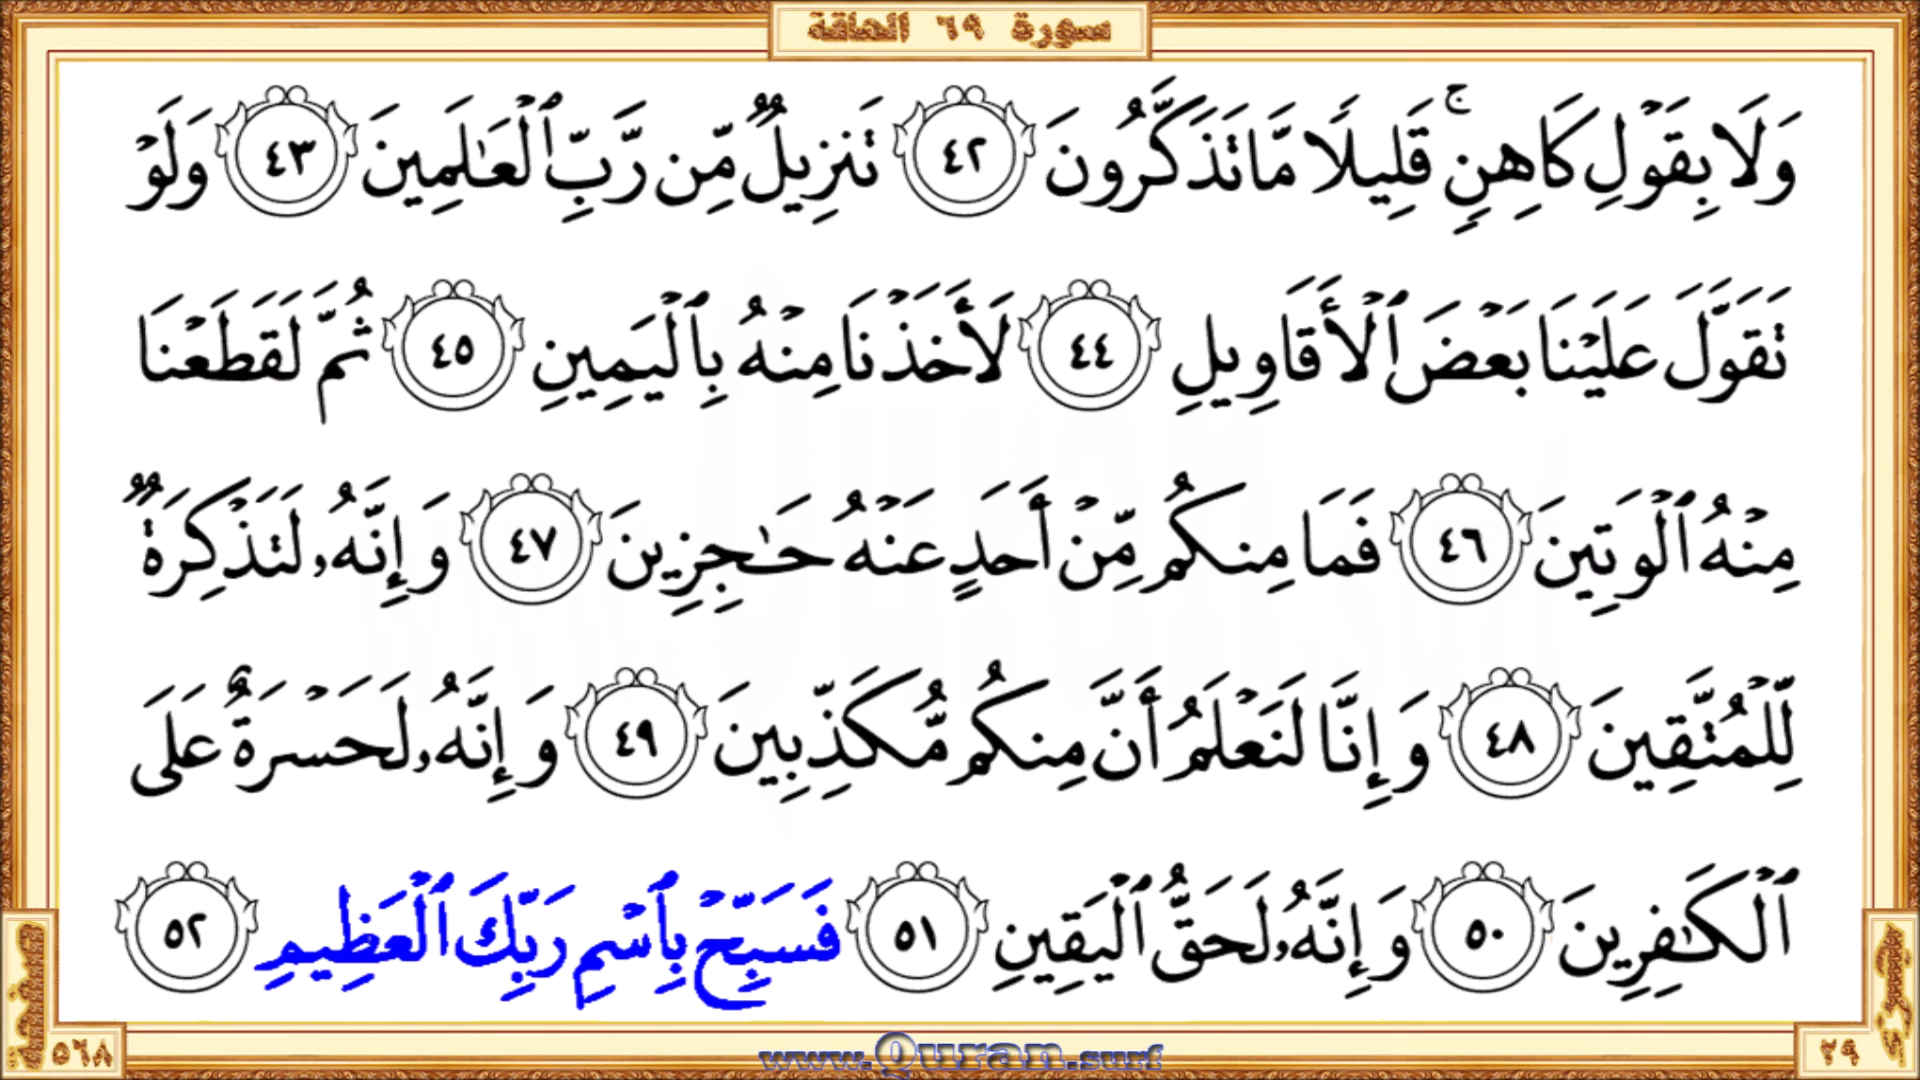 سورة ٦٩ الحاقة
وَلَا بِقَوۡلِ كَاهِنٖۚ قَلِيلٗا مَّا تَذَكَّرُونَ ٤٢ تَنزِيلٞ مِّن رَّبِّ ٱلۡعَٰلَمِينَ ٤٣ وَلَوۡ
تَقَوَّلَ عَلَيۡنَا بَعۡضَ ٱلۡأَقَاوِيلِ ٤٤ لَأَخَذۡنَا مِنۡهُ بِٱلۡيَمِينِ ٤٥ ثُمَّ لَقَطَعۡنَا
مِنۡهُ ٱلۡوَتِينَ ٤٦ فَمَا مِنكُم مِّنۡ أَحَدٍ عَنۡهُ حَٰجِزِينَ ٤٧ وَإِنَّهُۥ لَتَذۡكِرَةٞ
لِّلۡمُتَّقِينَ ٤٨ وَإِنَّا لَنَعۡلَمُ أَنَّ مِنكُم مُّكَذِّبِينَ ٤٩ وَإِنَّهُۥ لَحَسۡرَةٌ عَلَى
ٱلۡكَٰفِرِينَ ٥٠ وَإِنَّهُۥ لَحَقُّ ٱلۡيَقِينِ ٥١ فَسَبِّحۡ بِٱسۡمِ رَبِّكَ ٱلۡعَظِيمِ ٥٢
صفحة ٥٦٨
www.Quran.surf
جزء ٢٩